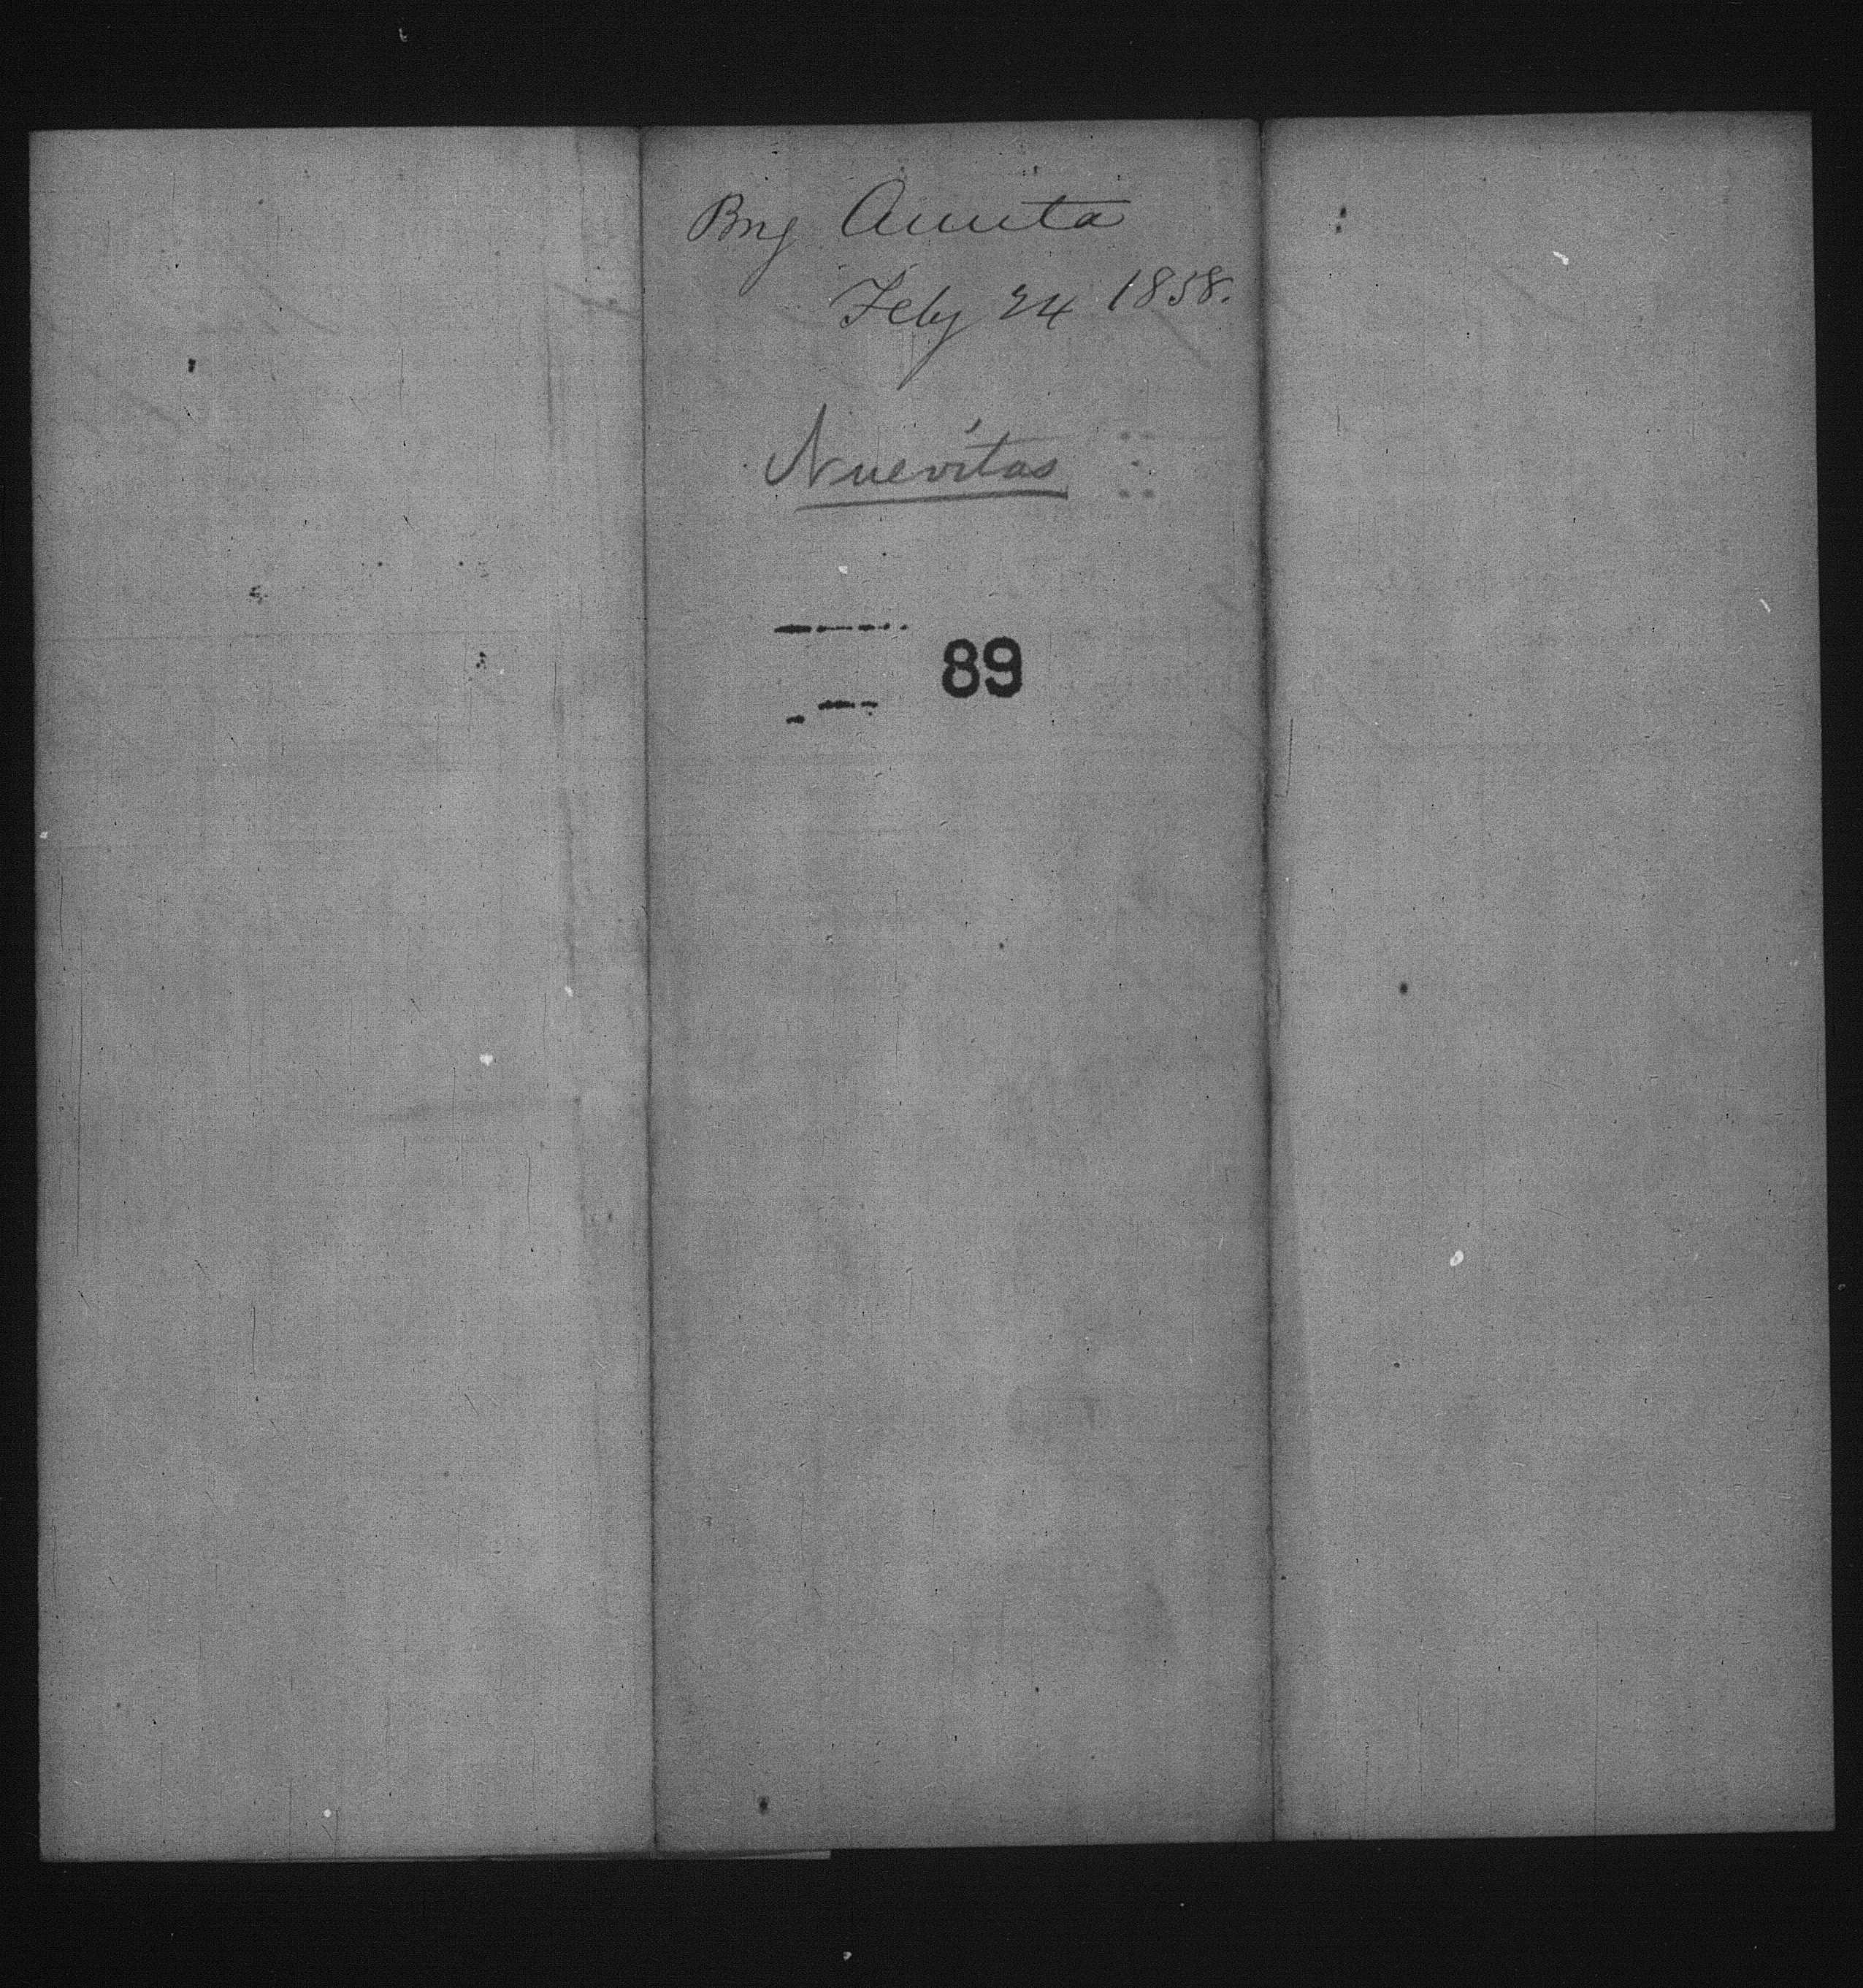 Brig Anita
Feby 24 1858.
Nuevitas
89